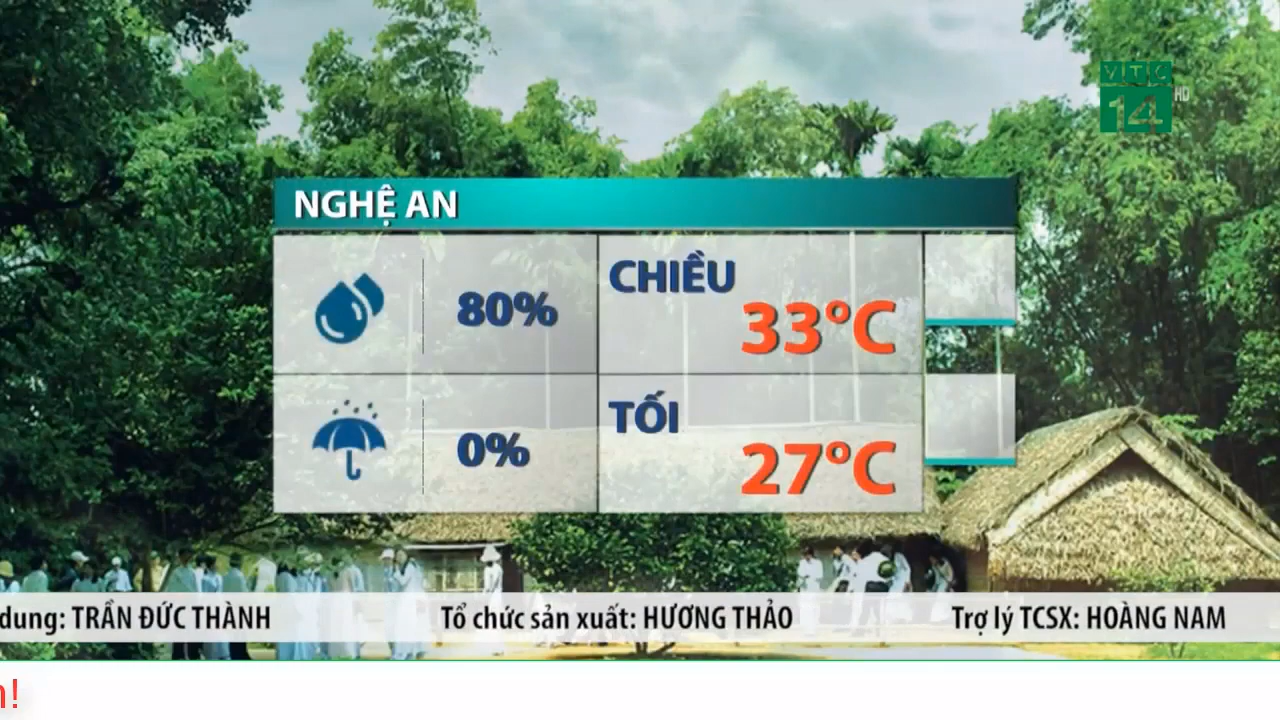 VTC
14
HD
NGHỆ AN
80%
CHIỀU
33°C
0%
TỐI
27°C
dung: TRẦN ĐỨC THÀNH
Tổ chức sản xuất: HƯƠNG THẢO
Trợ lý TCSX: HOÀNG NAM